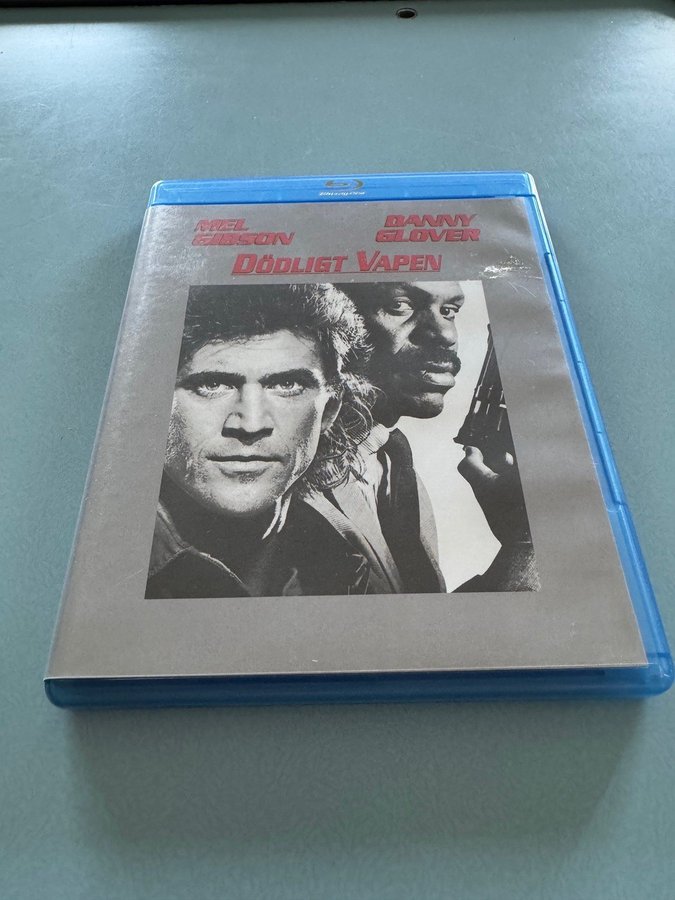 MEL
GIBSON
DANNY
GLOVER
DÖDLIGT VAPEN